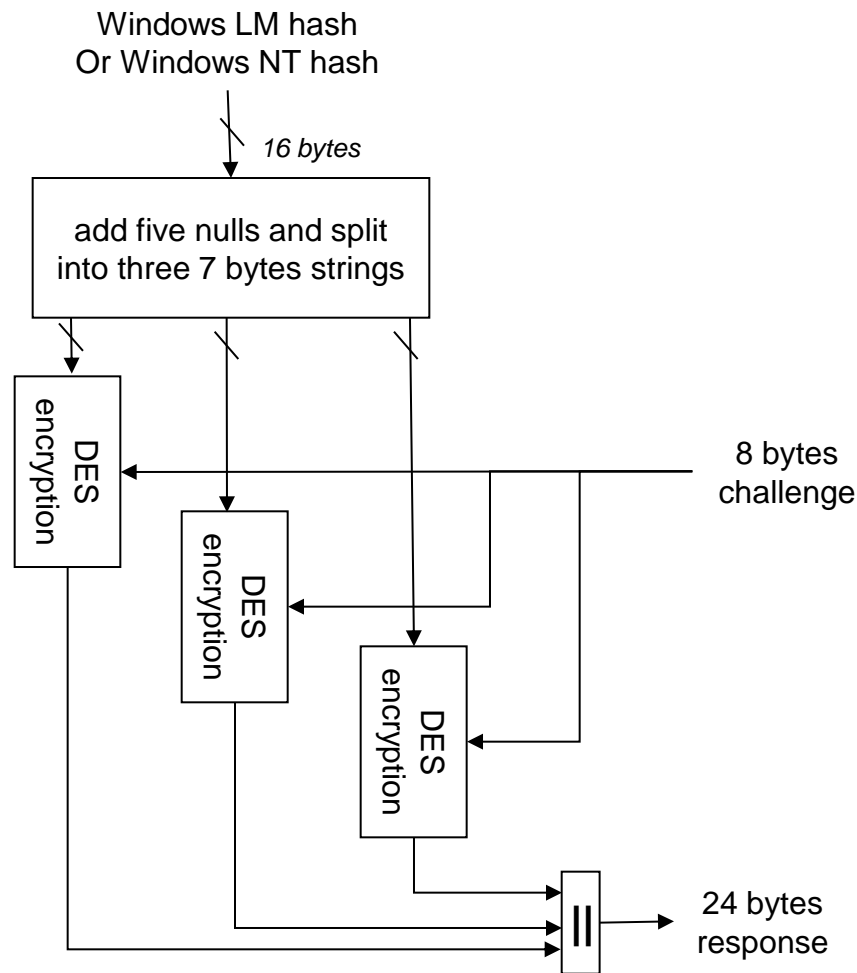 Windows LM hash
Or Windows NT hash
16 bytes
add five nulls and split
into three 7 bytes strings
DES
encryption
8 bytes
challenge
DES
encryption
DES
encryption
||
24 bytes
response